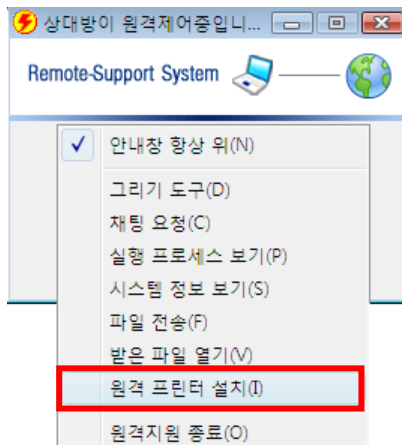 상대방이 원격제어중입니...
Remote-Support System
안내창 항상 위(N)
그리기 도구(D)
채팅 요청(C)
실행 프로세스 보기(P)
시스템 정보 보기(S)
파일 전송(F)
받은 파일 열기(V)
원격 프린터 설치(I)
원격지원 종료(O)